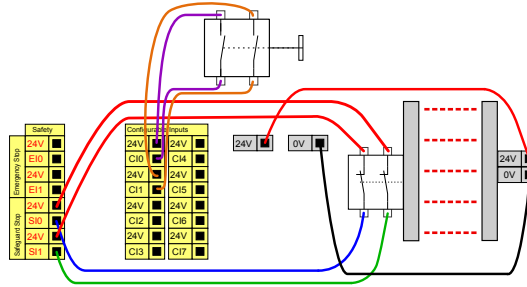 Safety
Emergency Stop
24V
EI0
24V
EI1
Safeguard Stop
24V
SI0
24V
SI1
Configurable Inputs
24V 24V
CI0 CI4
24V 24V
CI1 CI5
24V 24V
CI2 CI6
24V 24V
CI3 CI7
24V
0V
24V
0V